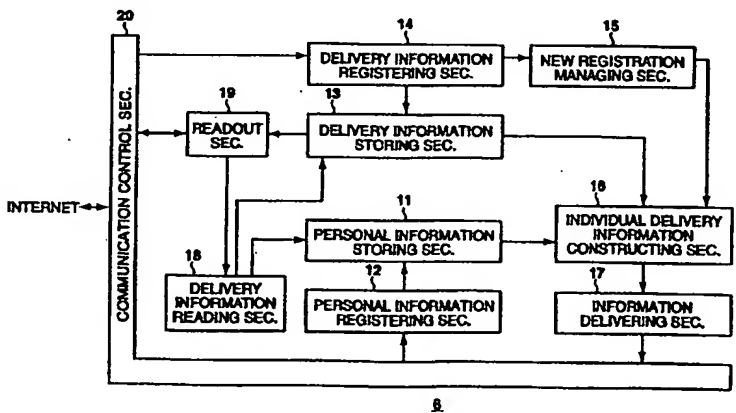 20
14
15
DELIVERY INFORMATION
REGISTERING SEC.
NEW REGISTRATION
MANAGING SEC.
19
13
READOUT
SEC.
DELIVERY INFORMATION
STORING SEC.
COMMUNICATION CONTROL SEC.
INTERNET
11
16
PERSONAL INFORMATION
STORING SEC.
INDIVIDUAL DELIVERY
INFORMATION
CONSTRUCTING SEC.
18
12
17
DELIVERY
INFORMATION
READING SEC.
PERSONAL INFORMATION
REGISTERING SEC.
INFORMATION
DELIVERING SEC.
6